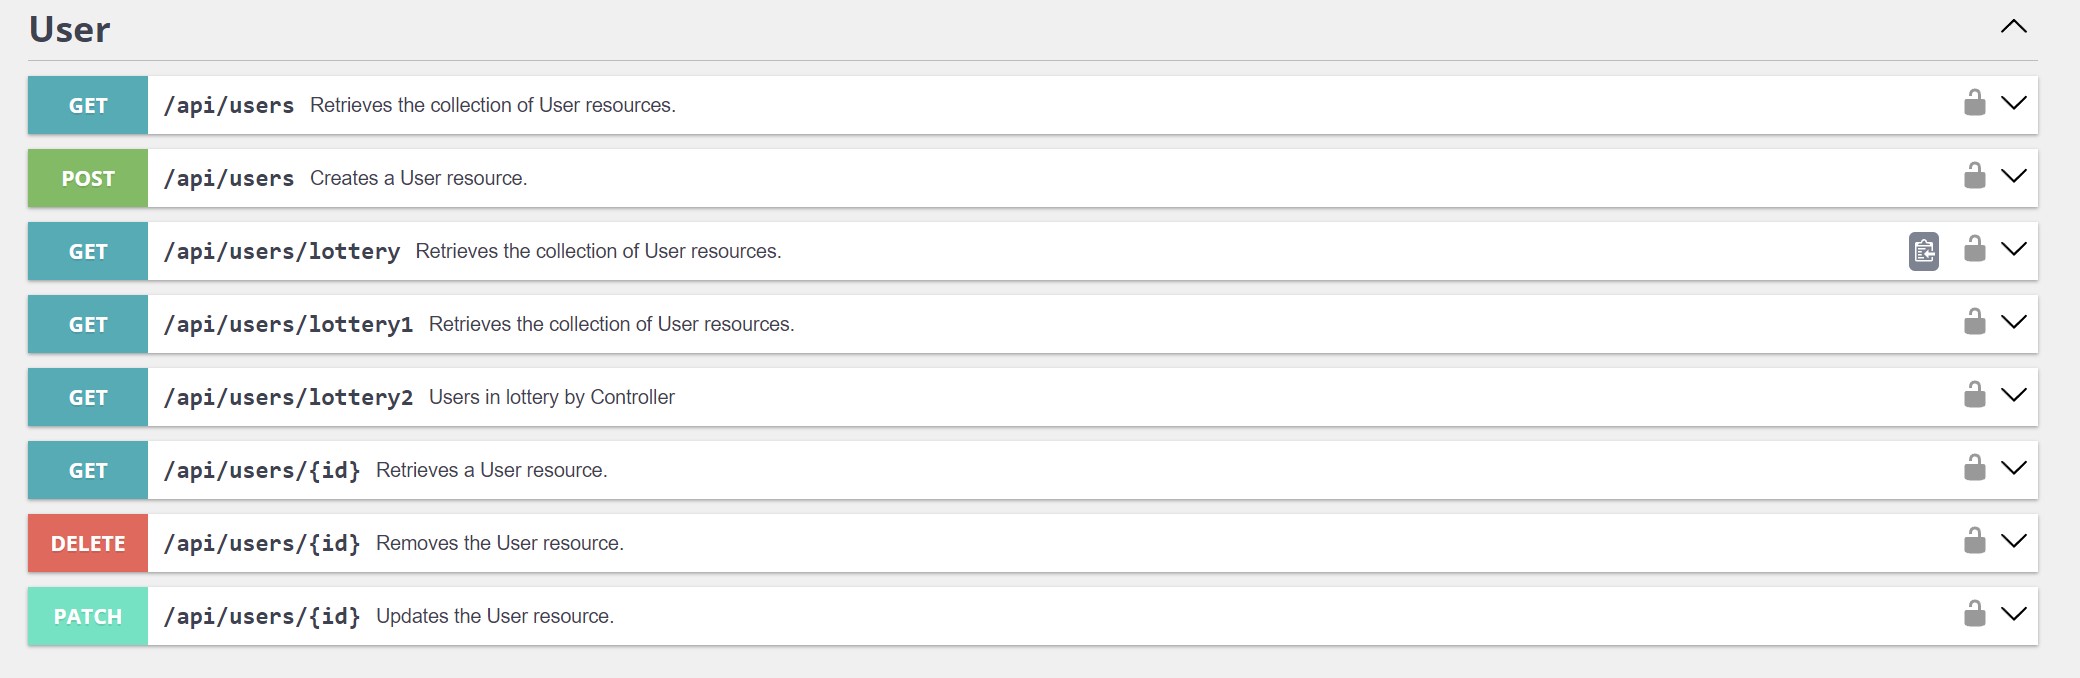 User
GET /api/users Retrieves the collection of User resources.
POST /api/users Creates a User resource.
GET /api/users/lottery Retrieves the collection of User resources.
GET /api/users/lottery1 Retrieves the collection of User resources.
GET /api/users/lottery2 Users in lottery by Controller
GET /api/users/{id} Retrieves a User resource.
DELETE /api/users/{id} Removes the User resource.
PATCH /api/users/{id} Updates the User resource.